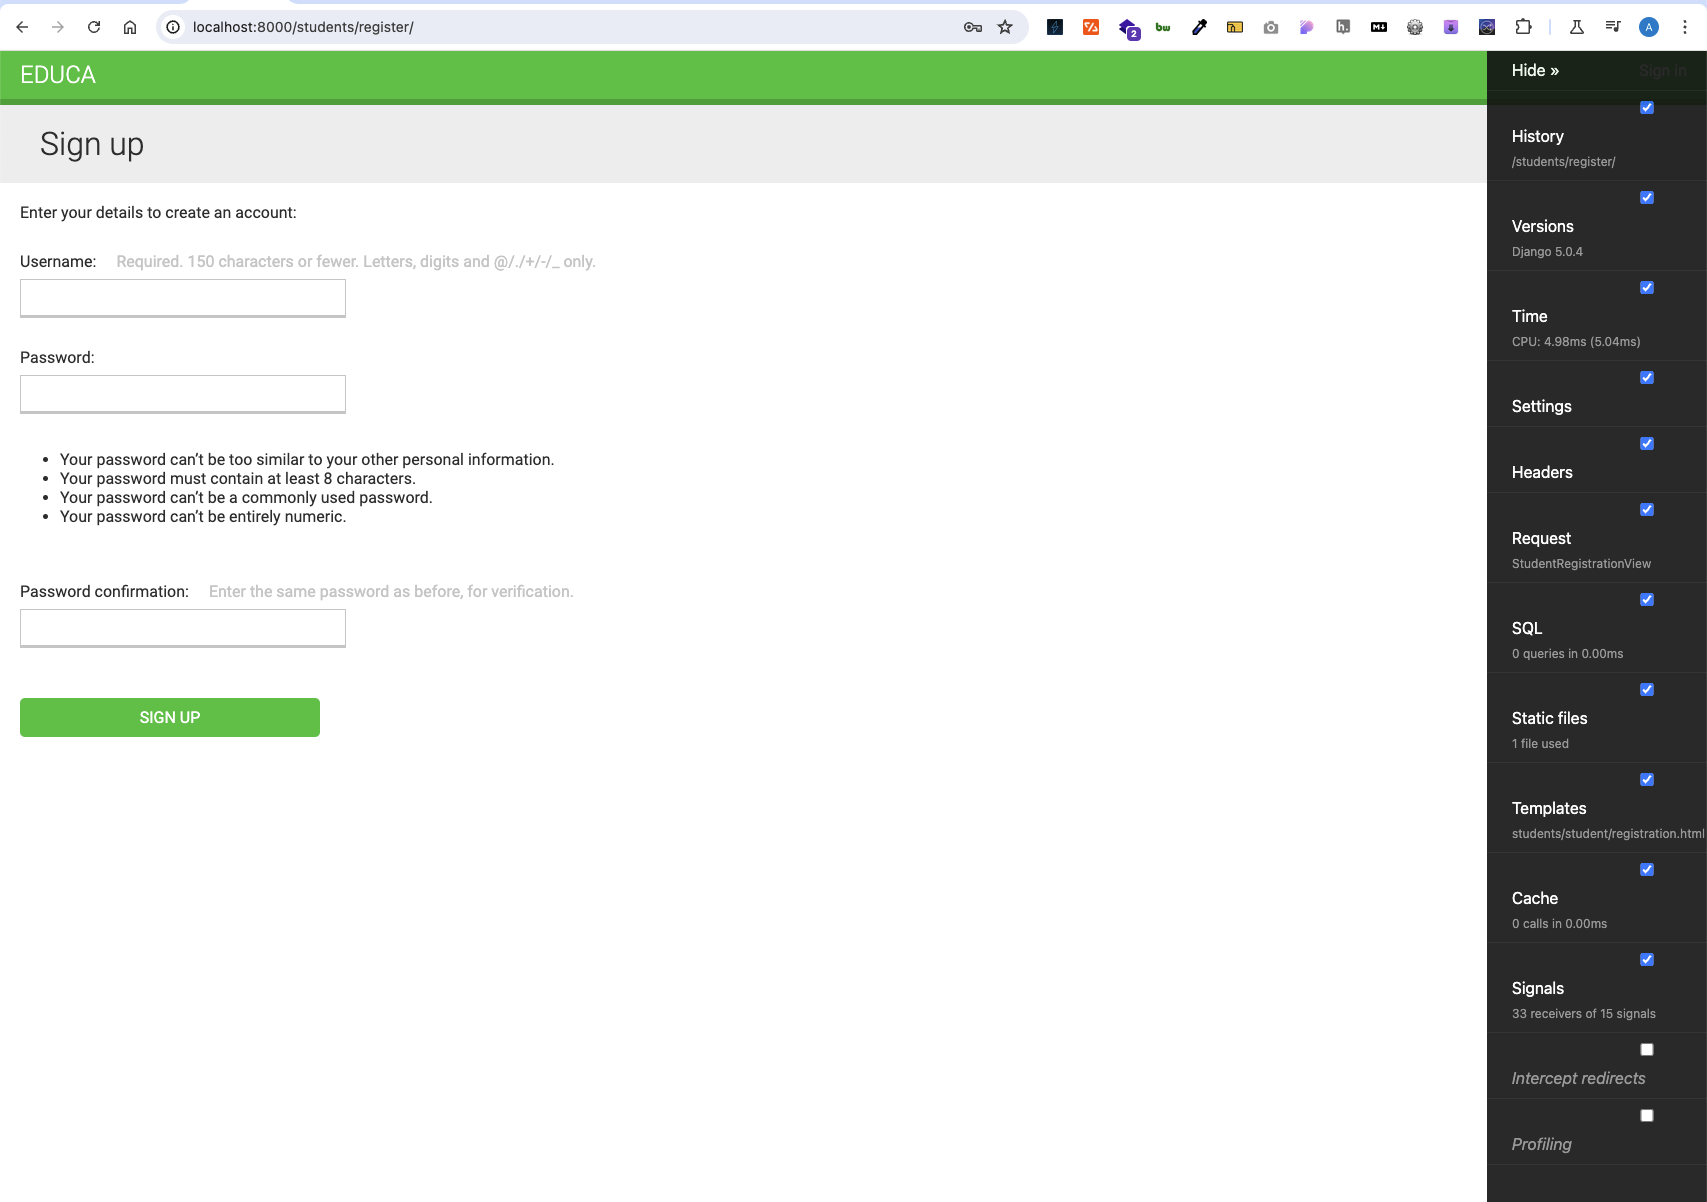 localhost:8000/students/register/
2
bw
A
EDUCA
Hide »
Sign in
Sign up
Enter your details to create an account:
Username: Required. 150 characters or fewer. Letters, digits and @/./+/-/_ only.
Password:
• Your password can’t be too similar to your other personal information.
• Your password must contain at least 8 characters.
• Your password can’t be a commonly used password.
• Your password can’t be entirely numeric.
Password confirmation: Enter the same password as before, for verification.
SIGN UP
History
/students/register/
Versions
Django 5.0.4
Time
CPU: 4.98ms (5.04ms)
Settings
Headers
Request
StudentRegistrationView
SQL
0 queries in 0.00ms
Static files
1 file used
Templates
students/student/registration.html
Cache
0 calls in 0.00ms
Signals
33 receivers of 15 signals
Intercept redirects
Profiling